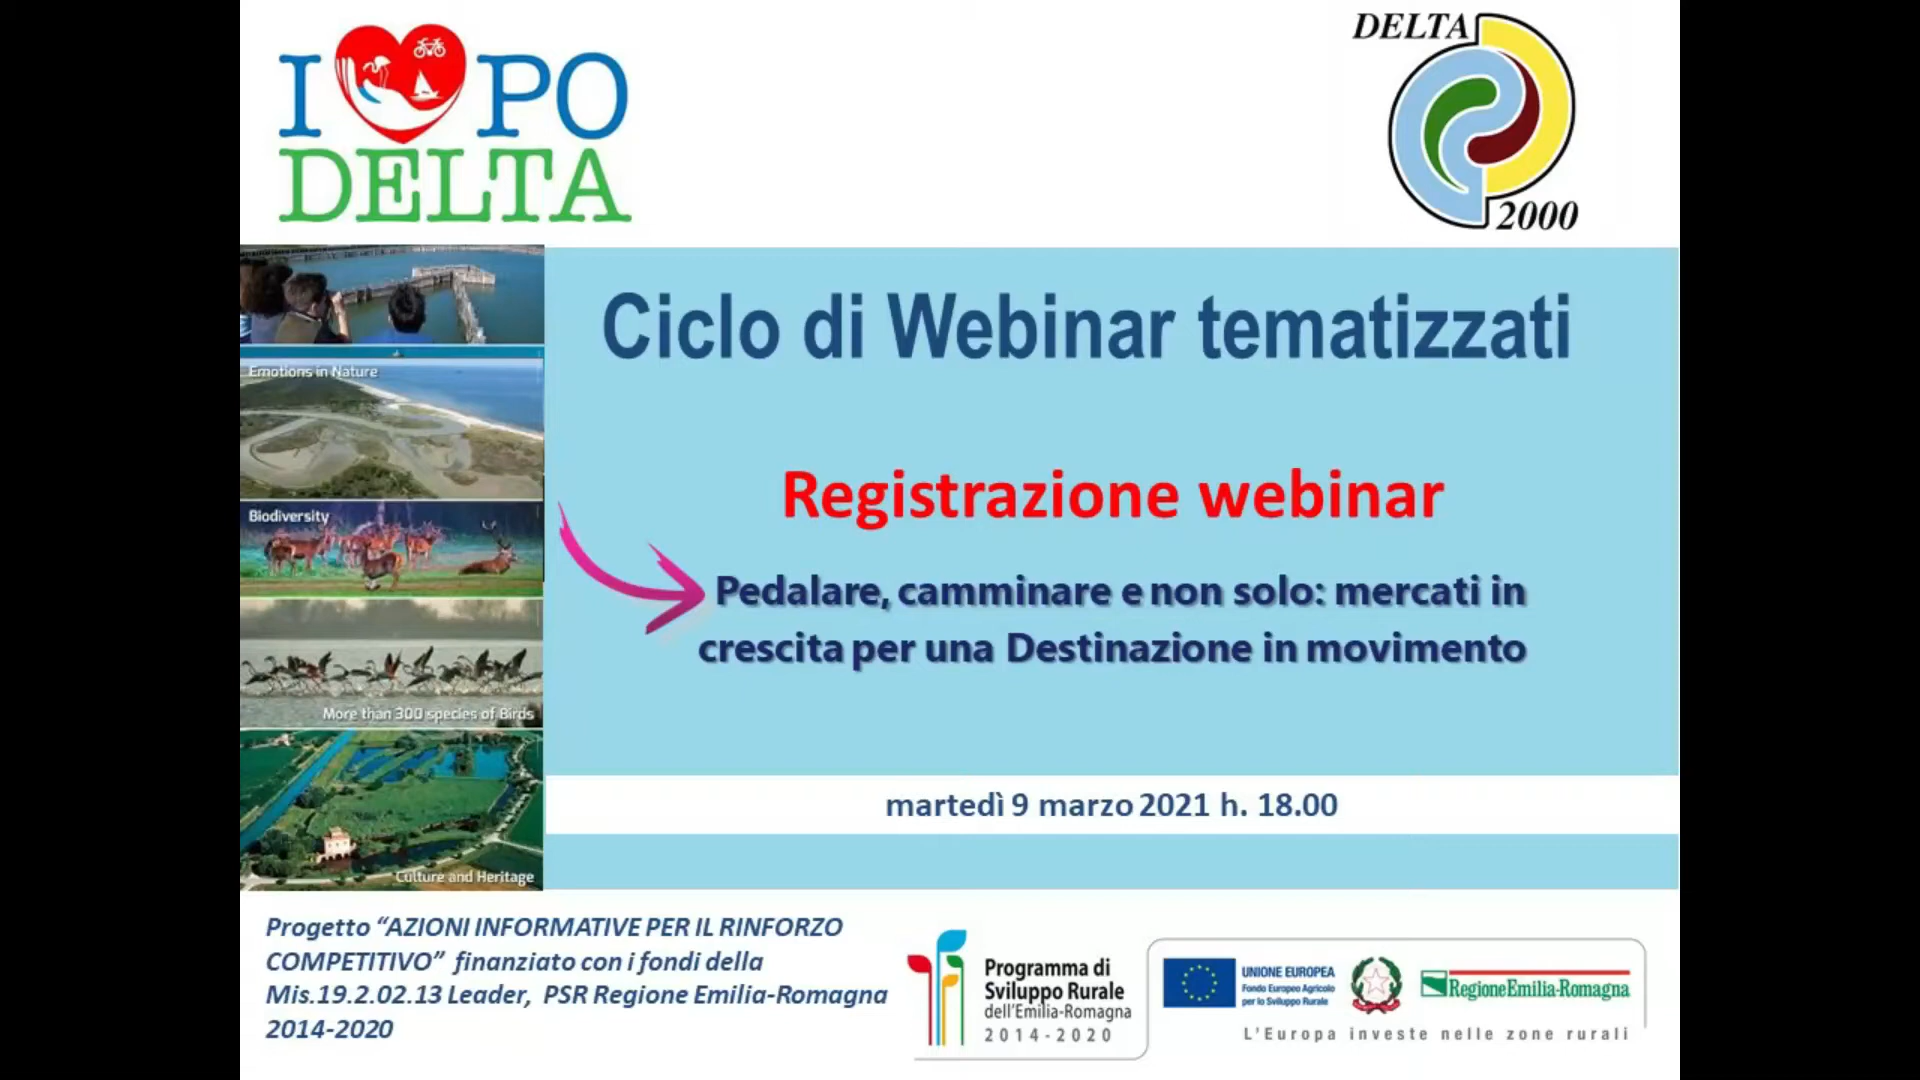 I PO
DELTA
DELTA
2000
Ciclo di Webinar tematizzati
Emotions in Nature
Registrazione webinar
Biodiversity
Pedalare, camminare e non solo: mercati in
crescita per una Destinazione in movimento
More than 300 species of Birds
martedì 9 marzo 2021 h. 18.00
Culture and Heritage
Progetto “AZIONI INFORMATIVE PER IL RINFORZO
COMPETITIVO” finanziato con i fondi della
Mis.19.2.02.13 Leader, PSR Regione Emilia-Romagna
2014-2020
Programma di
Sviluppo Rurale
dell'Emilia-Romagna
2014-2020
UNIONE EUROPEA
Fondo Europeo Agricolo
per lo Sviluppo Rurale
RegioneEmilia-Romagna
L'Europa investe nelle zone rurali